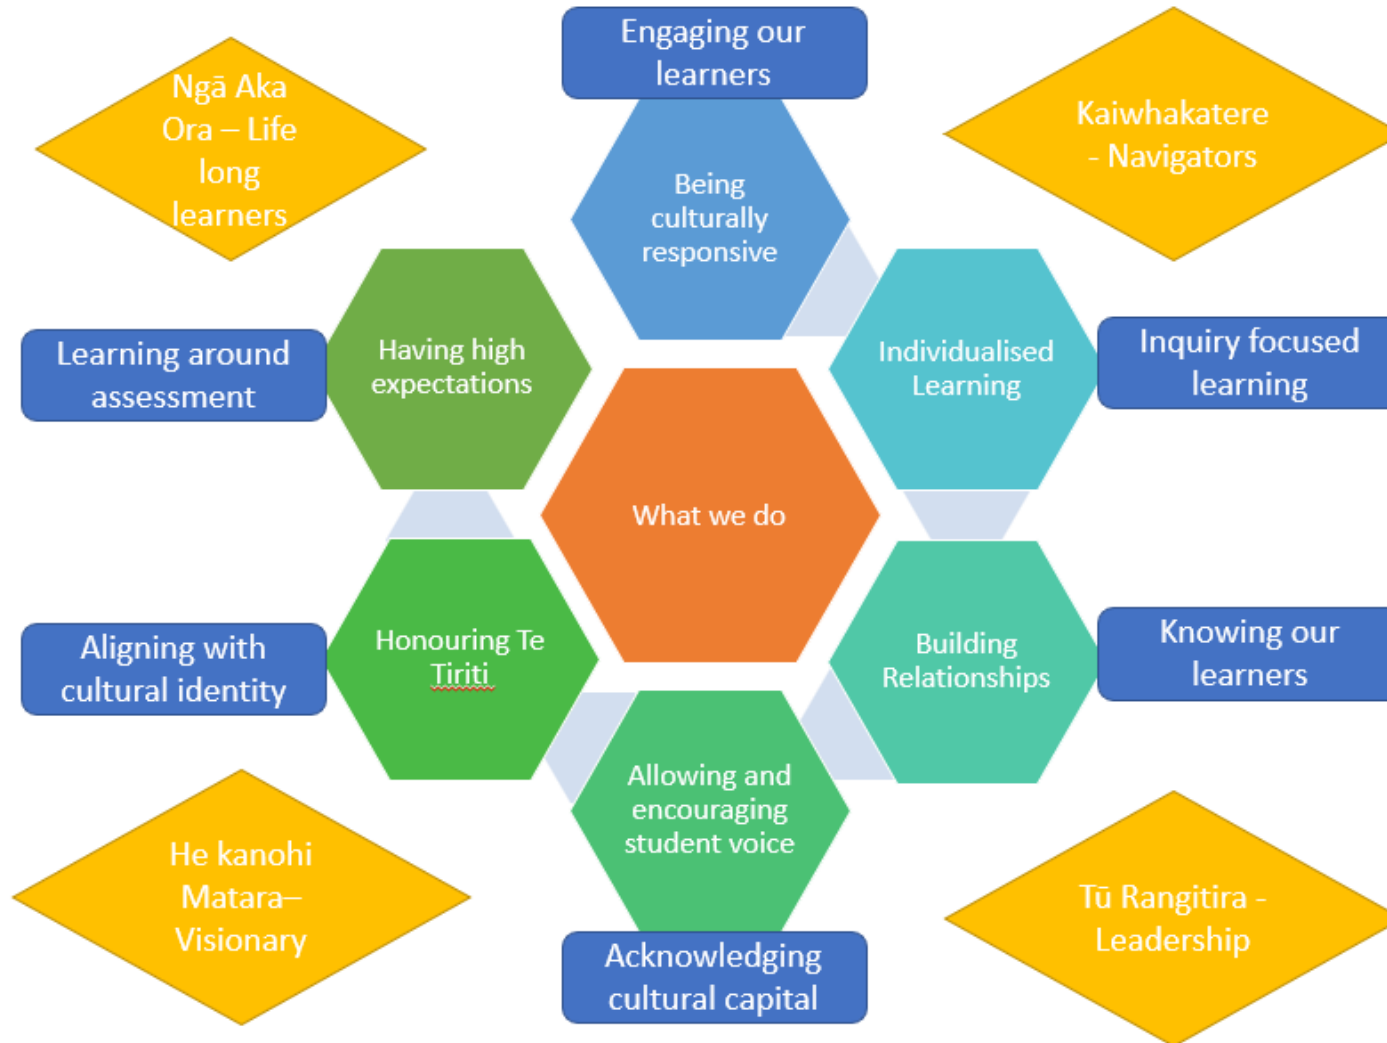 Engaging our
learners
Ngā Aka
Ora – Life
long
learners
Kaiwhakatere
- Navigators
Being
culturally
responsive
Learning around
assessment
Having high
expectations
Individualised
Learning
Inquiry focused
learning
What we do
Aligning with
cultural identity
Honouring Te
Tiriti
Building
Relationships
Knowing our
learners
Allowing and
encouraging
student voice
He kanohi
Matara–
Visionary
Tū Rangitira -
Leadership
Acknowledging
cultural capital